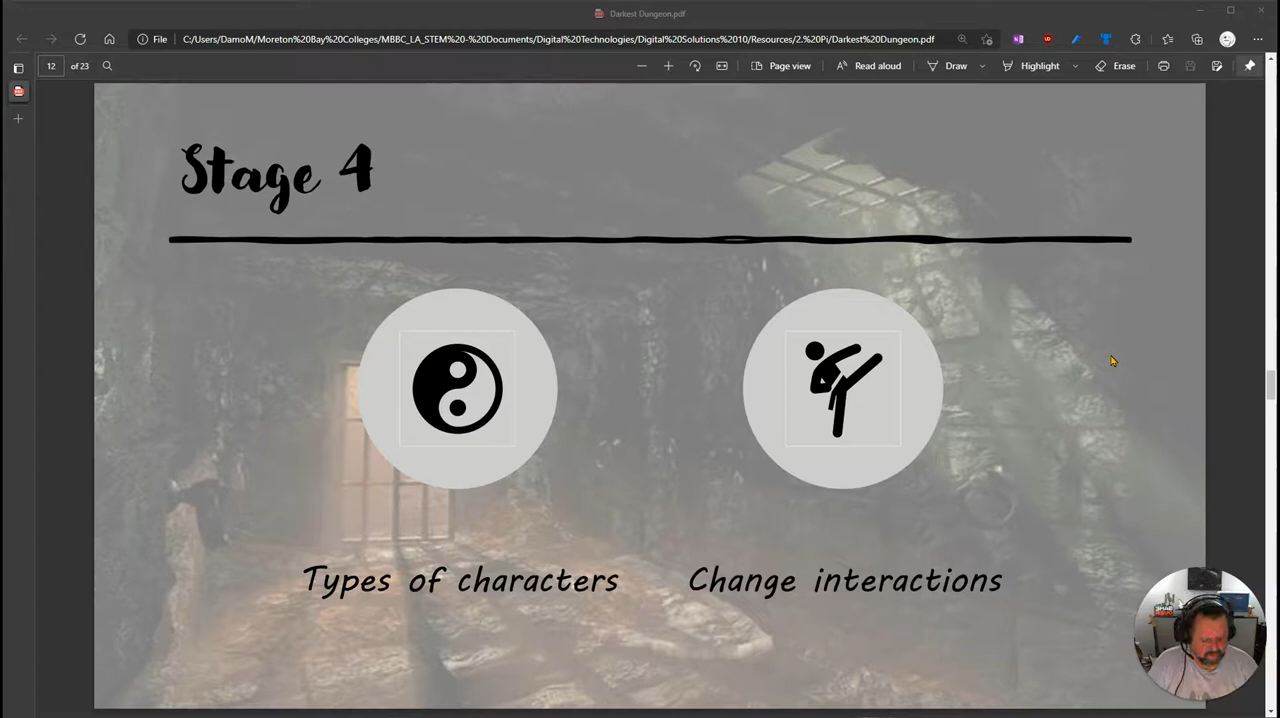 Darkest Dungeon.pdf
File
C:/Users/DamoM/Moreton%20Bay%20Colleges/MBBC_LA_STEM%20-%20Documents/Digital%20Technologies/Digital%20Solutions%2010/Resources/2.%20Pi/Darkest%20Dungeon.pdf
12 of 23
Page view
Read aloud
Draw
Highlight
Erase
Stage 4
Types of characters
Change interactions